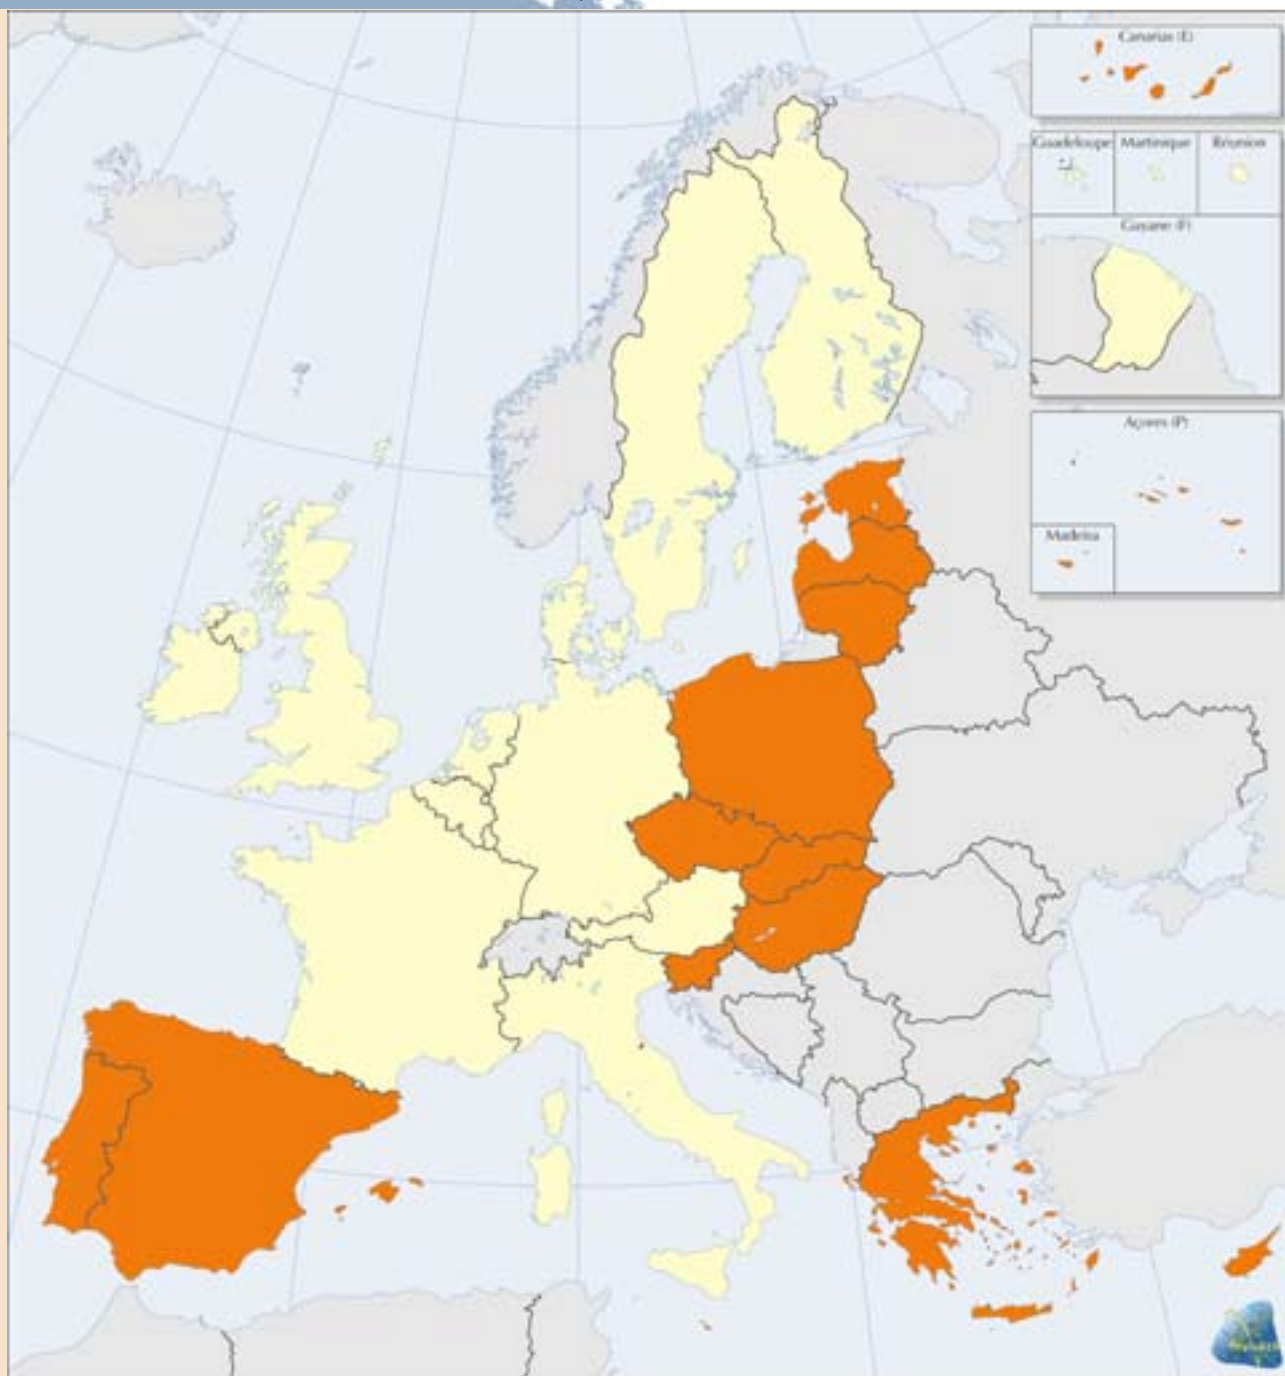 Canarias (E)
Guadeloupe Martinique Réunion
Guyane (F)
Açores (P)
Madeira